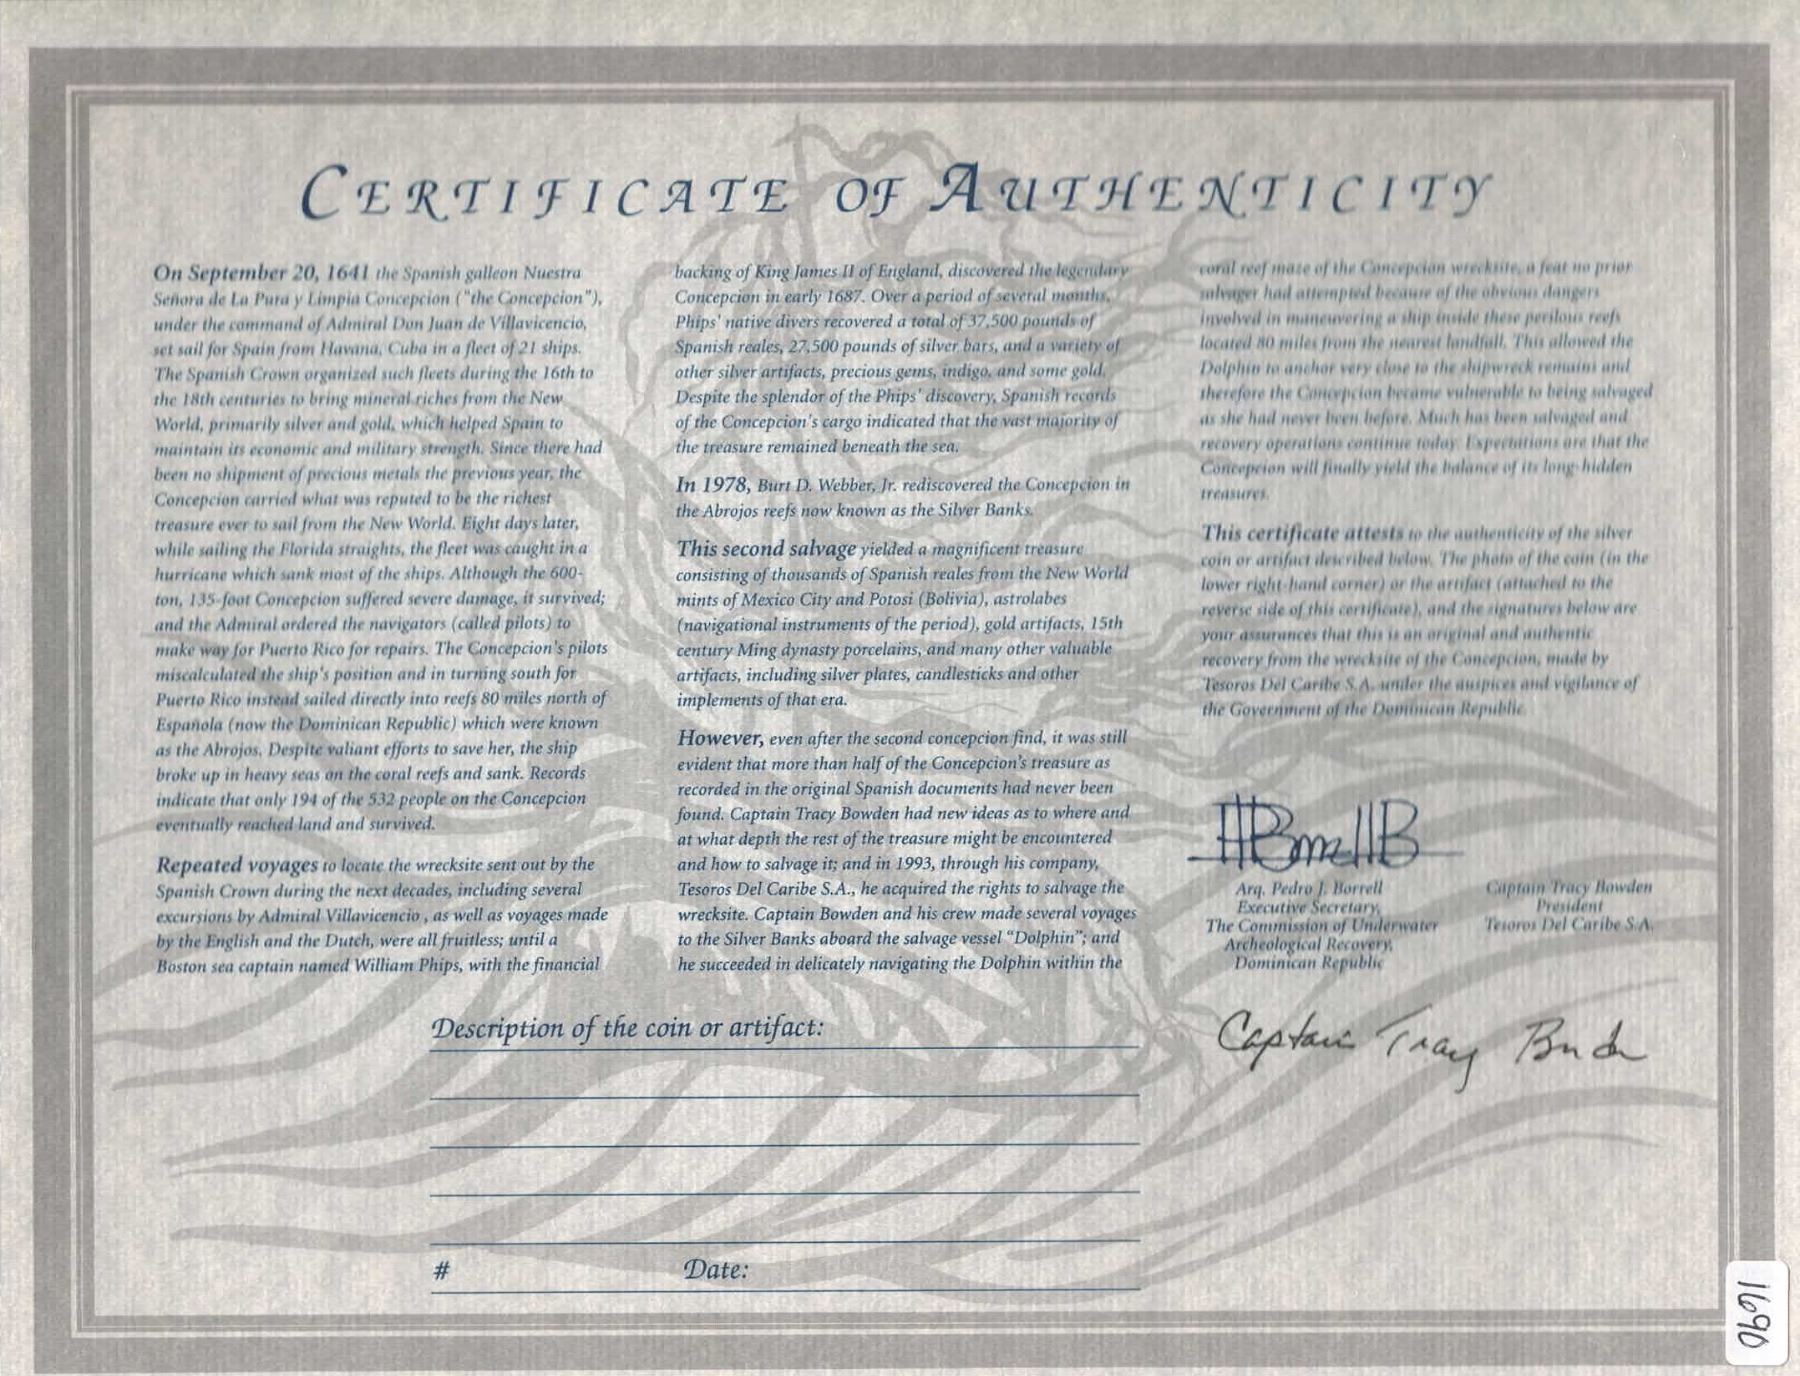 CERTIFICATE OF AUTHENTICITY
On September 20, 1641 the Spanish galleon Nuestra
Señora de La Pura y Limpia Concepcion ("the Concepcion"),
under the command of Admiral Don Juan de Villavicencio,
set sail for Spain from Havana, Cuba in a fleet of 21 ships.
The Spanish Crown organized such fleets during the 16th to
the 18th centuries to bring mineral riches from the New
World, primarily silver and gold, which helped Spain to
maintain its economic and military strength. Since there had
been no shipment of precious metals the previous year, the
Concepcion carried what was reputed to be the richest
treasure ever to sail from the New World. Eight days later,
while sailing the Florida straights, the fleet was caught in a
hurricane which sank most of the ships. Although the 600-
ton, 135-foot Concepcion suffered severe damage, it survived;
and the Admiral ordered the navigators (called pilots) to
make way for Puerto Rico for repairs. The Concepcion's pilots
miscalculated the ship's position and in turning south for
Puerto Rico instead sailed directly into reefs 80 miles north of
Española (now the Dominican Republic) which were known
as the Abrojos. Despite valiant efforts to save her, the ship
broke up in heavy seas on the coral reefs and sank. Records
indicate that only 194 of the 532 people on the Concepcion
eventually reached land and survived.
Repeated voyages to locate the wrecksite sent out by the
Spanish Crown during the next decades, including several
excursions by Admiral Villavicencio , as well as voyages made
by the English and the Dutch, were all fruitless; until a
Boston sea captain named William Phips, with the financial
backing of King James II of England, discovered the legendary
Concepcion in early 1687. Over a period of several months,
Phips' native divers recovered a total of 37,500 pounds of
Spanish reales, 27,500 pounds of silver bars, and a variety of
other silver artifacts, precious gems, indigo, and some gold.
Despite the splendor of the Phips' discovery, Spanish records
of the Concepcion's cargo indicated that the vast majority of
the treasure remained beneath the sea.
In 1978, Burt D. Webber, Jr. rediscovered the Concepcion in
the Abrojos reefs now known as the Silver Banks.
This second salvage yielded a magnificent treasure
consisting of thousands of Spanish reales from the New World
mints of Mexico City and Potosi (Bolivia), astrolabes
(navigational instruments of the period), gold artifacts, 15th
century Ming dynasty porcelains, and many other valuable
artifacts, including silver plates, candlesticks and other
implements of that era.
However, even after the second concepcion find, it was still
evident that more than half of the Concepcion's treasure as
recorded in the original Spanish documents had never been
found. Captain Tracy Bowden had new ideas as to where and
at what depth the rest of the treasure might be encountered
and how to salvage it; and in 1993, through his company,
Tesoros Del Caribe S.A., he acquired the rights to salvage the
wrecksite. Captain Bowden and his crew made several voyages
to the Silver Banks aboard the salvage vessel “Dolphin”; and
he succeeded in delicately navigating the Dolphin within the
coral reef maze of the Concepcion wrecksite, a feat no prior
salvager had attempted because of the obvious dangers
involved in maneuvering a ship inside these perilous reefs
located 80 miles from the nearest landfall. This allowed the
Dolphin to anchor very close to the shipwreck remains and
therefore the Concepcion became vulnerable to being salvaged
as she had never been before. Much has been salvaged and
recovery operations continue today. Expectations are that the
Concepcion will finally yield the balance of its long-hidden
treasures.
This certificate attests to the authenticity of the silver
coin or artifact described below. The photo of the coin (in the
lower right-hand corner) or the artifact (attached to the
reverse side of this certificate), and the signatures below are
your assurances that this is an original and authentic
recovery from the wrecksite of the Concepcion, made by
Tesoros Del Caribe S.A. under the auspices and vigilance of
the Government of the Dominican Republic
Arq. Pedro J. Borrell
Executive Secretary,
The Commission of Underwater
Archeological Recovery,
Dominican Republic
Captain Tracy Bowden
President
Tesoros Del Caribe S.A.
Captain Tracy Bowden
Description of the coin or artifact:
# Date:
11690